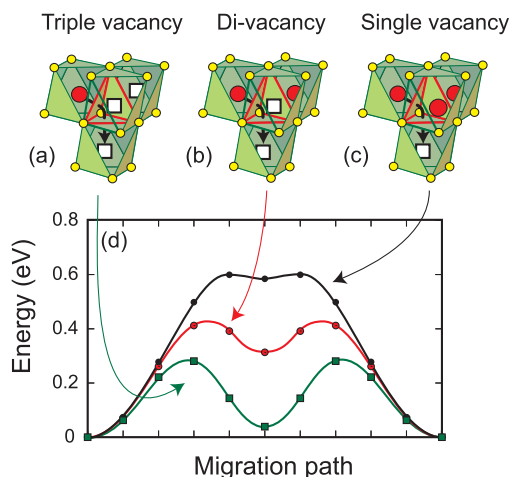 Triple vacancy Di-vacancy Single vacancy
(a) (b) (c)
(d)
0.8
0.6
0.4
0.2
0
Energy (eV)
Migration path